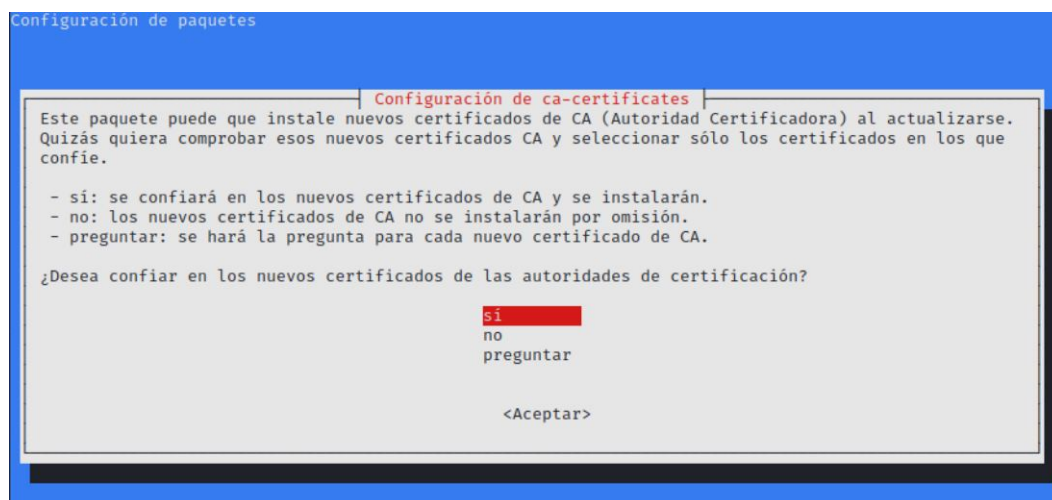 Configuración de paquetes
Configuración de ca-certificates
Este paquete puede que instale nuevos certificados de CA (Autoridad Certificadora) al actualizarse.
Quizás quiera comprobar esos nuevos certificados CA y seleccionar sólo los certificados en los que
confíe.
- sí: se confiará en los nuevos certificados de CA y se instalarán.
- no: los nuevos certificados de CA no se instalarán por omisión.
- preguntar: se hará la pregunta para cada nuevo certificado de CA.
¿Desea confiar en los nuevos certificados de las autoridades de certificación?
sí
no
preguntar
<Aceptar>